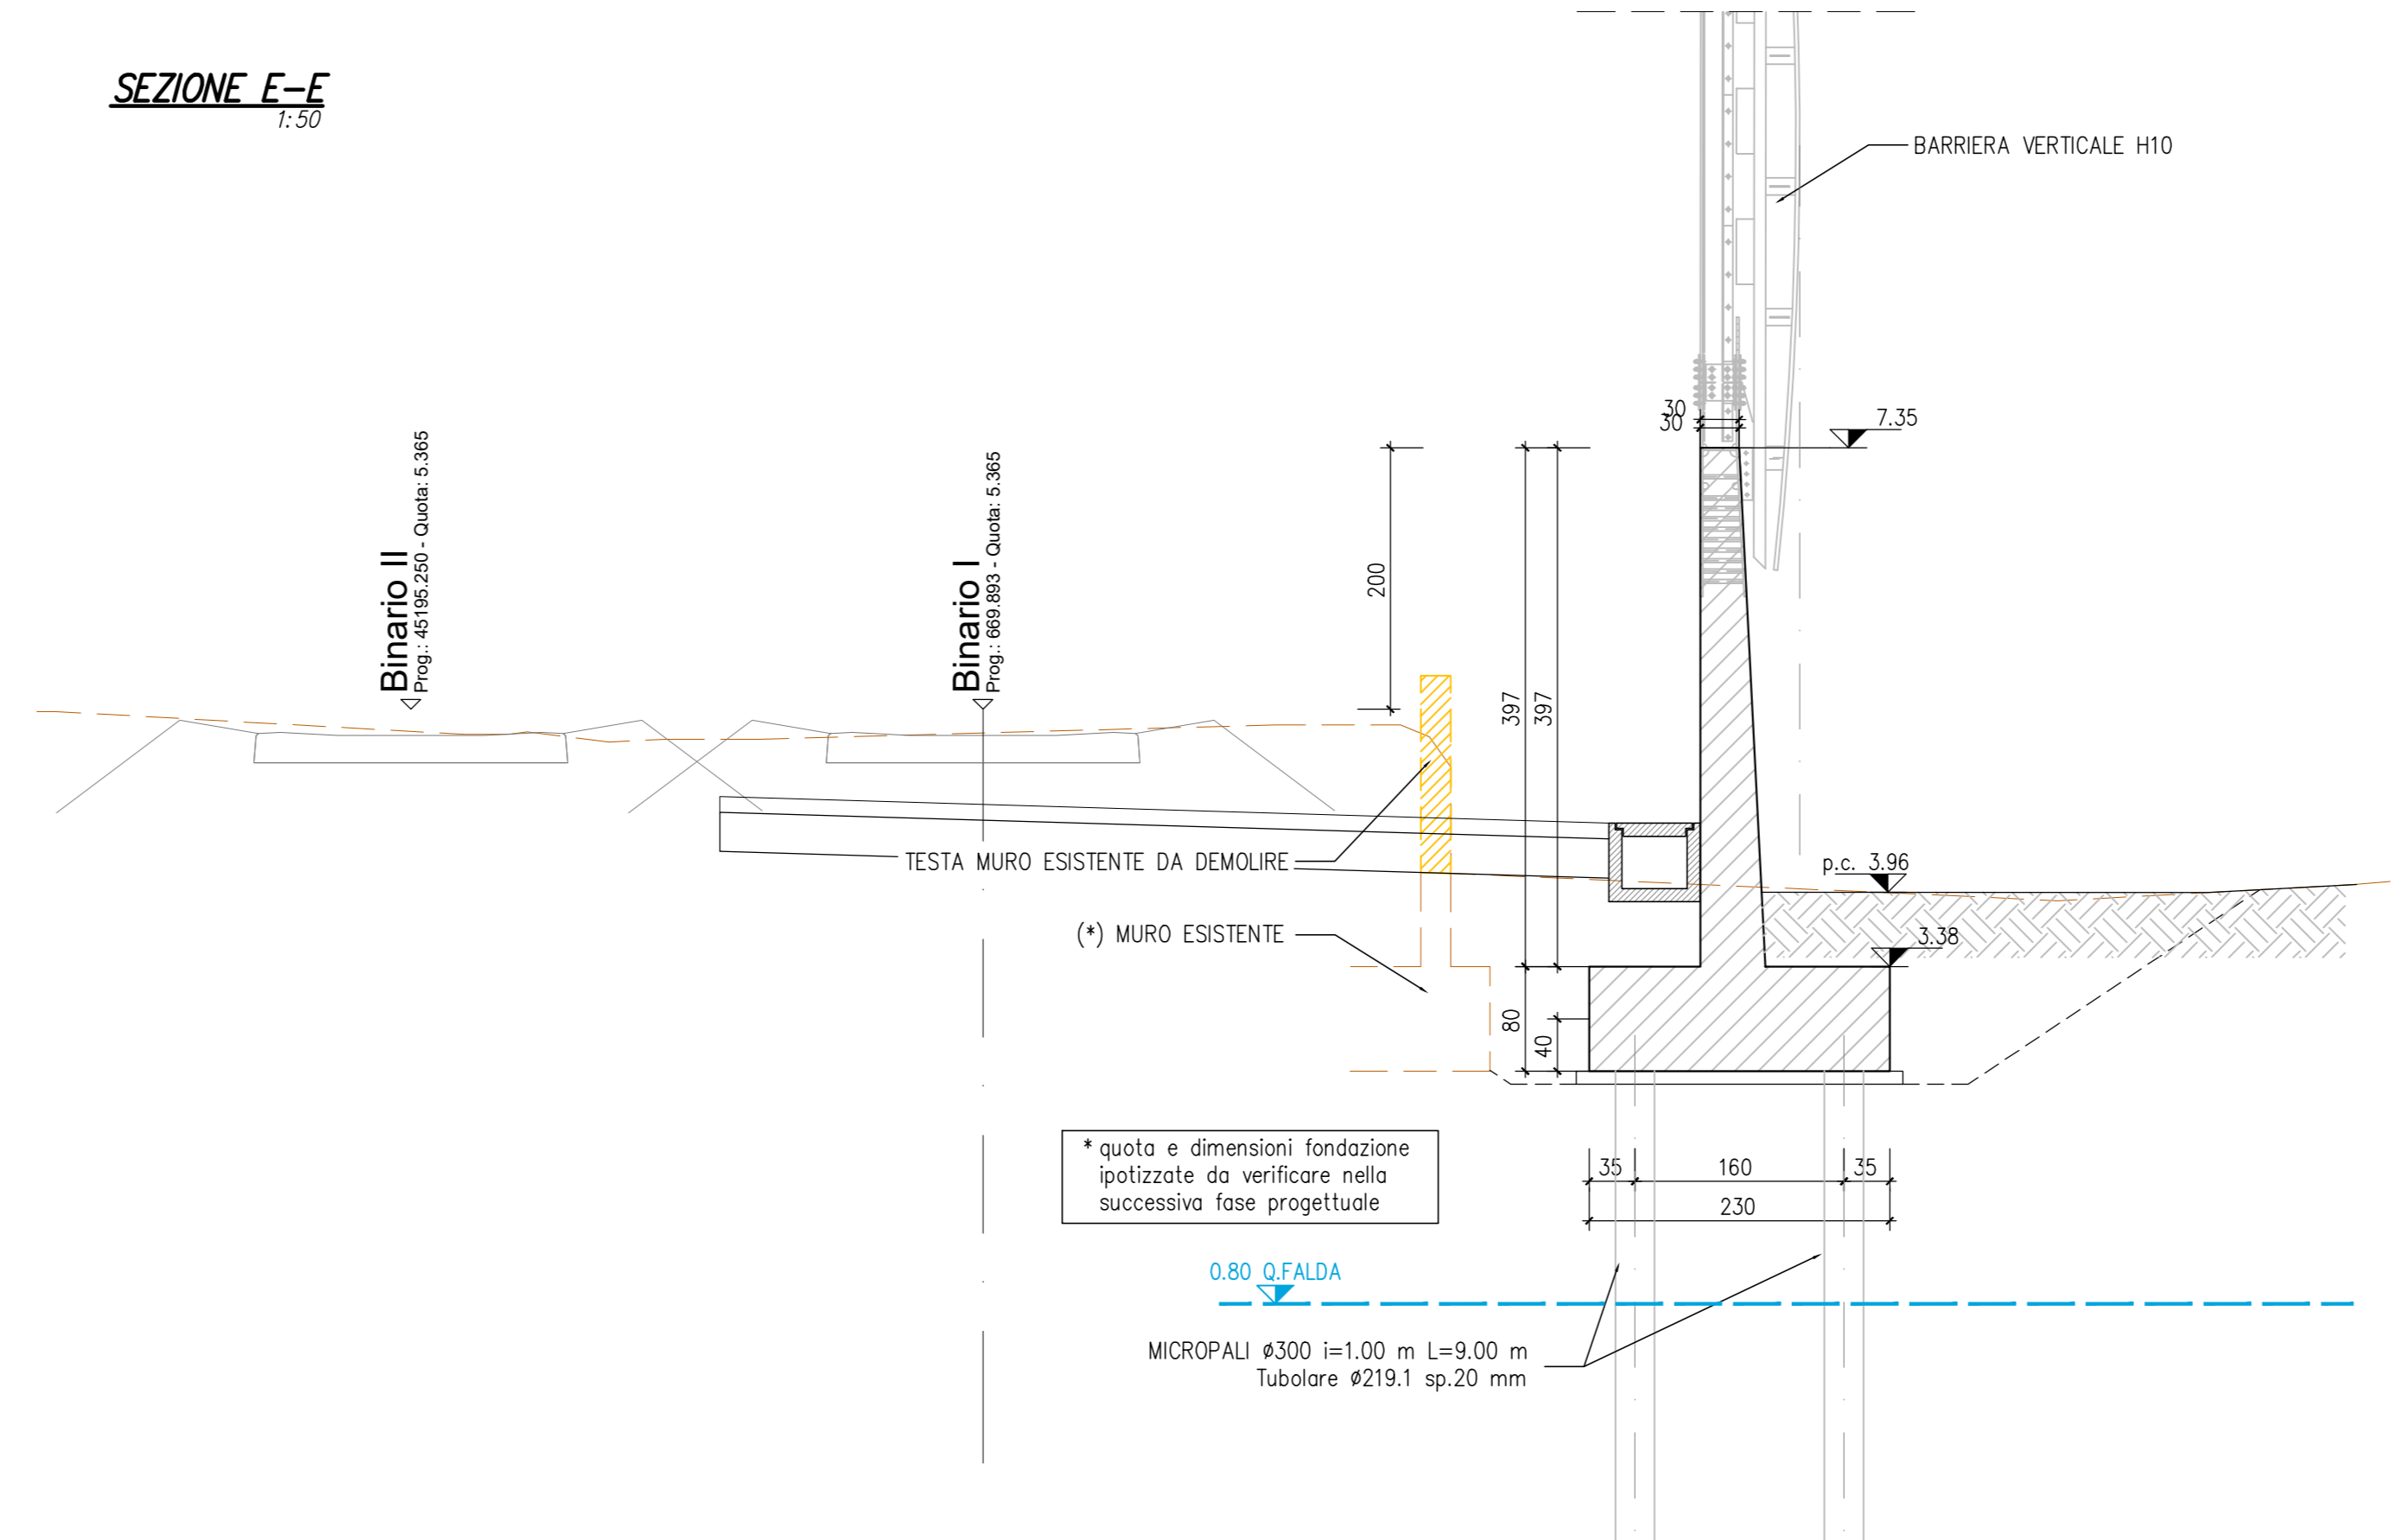 SEZIONE E-E
1:50
BARRIERA VERTICALE H10
30
30
7.35
Binario II
Prog.: 45195.250 - Quota: 5.365
Binario I
Prog.: 669.893 - Quota: 5.365
200
397
397
TESTA MURO ESISTENTE DA DEMOLIRE
p.c. 3.96
(*) MURO ESISTENTE
3.38
80
40
* quota e dimensioni fondazione
ipotizzate da verificare nella
successiva fase progettuale
35
160
35
230
0.80 Q.FALDA
MICROPALI ø300 i=1.00 m L=9.00 m
Tubolare ø219.1 sp.20 mm